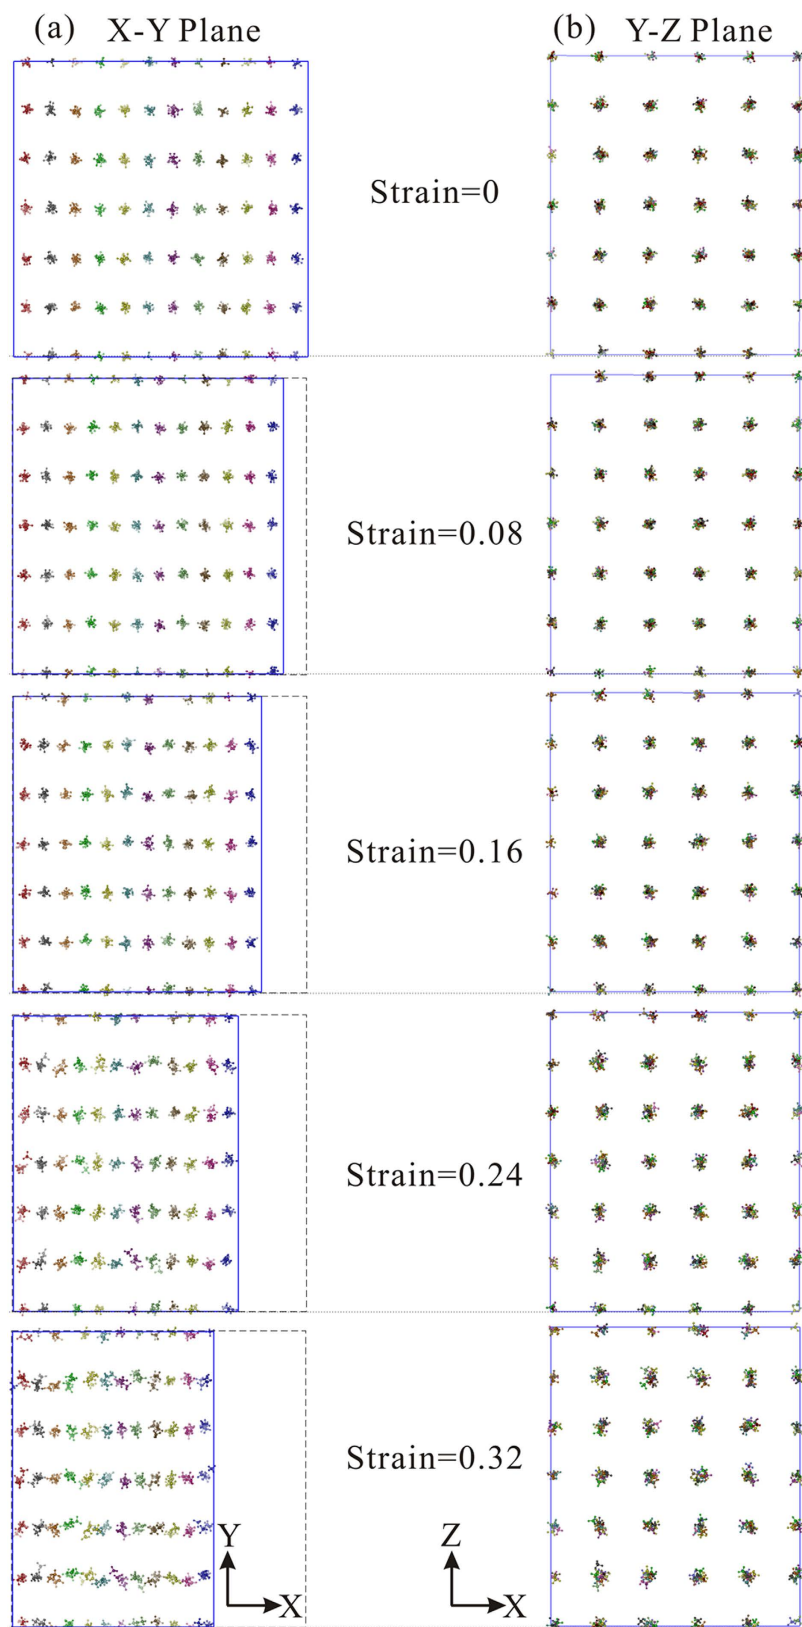 (a) X-Y Plane
(b) Y-Z Plane
Strain=0
Strain=0.08
Strain=0.16
Strain=0.24
Strain=0.32
Y
X
Z
X